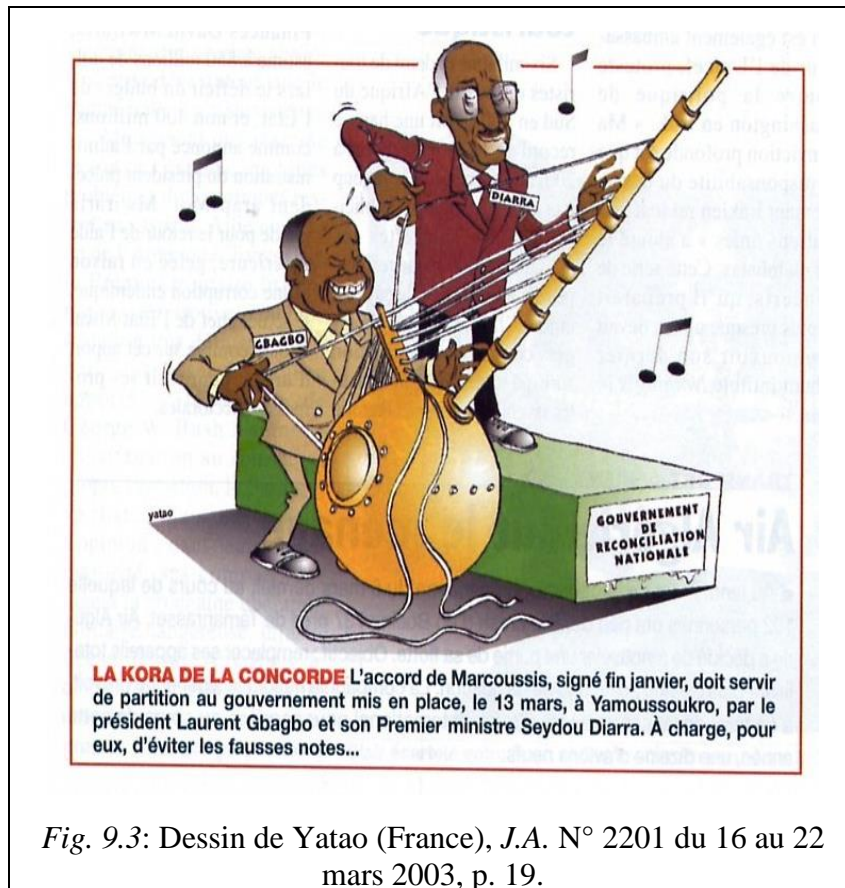 DIARRA
GBAGBO
yatao
GOUVERNEMENT
DE
RECONCILIATION
NATIONALE
LA KORA DE LA CONCORDE L'accord de Marcoussis, signé fin janvier, doit servir
de partition au gouvernement mis en place, le 13 mars, à Yamoussoukro, par le
président Laurent Gbagbo et son Premier ministre Seydou Diarra. À charge, pour
eux, d'éviter les fausses notes...
Fig. 9.3: Dessin de Yatao (France), J.A. N° 2201 du 16 au 22
mars 2003, p. 19.